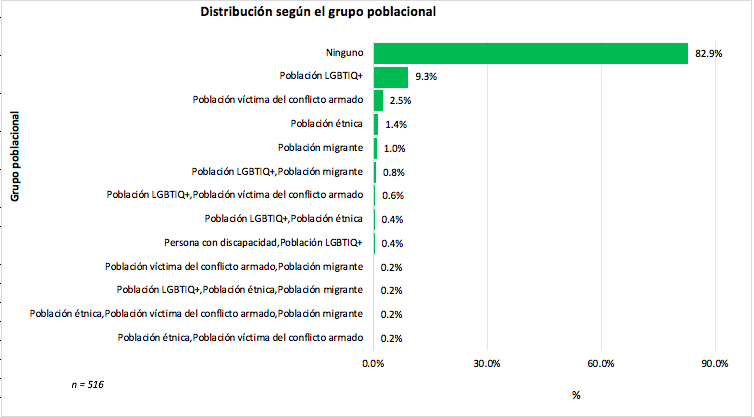 Distribución según el grupo poblacional
Grupo poblacional
Ninguno 82.9%
Población LGBTIQ+ 9.3%
Población víctima del conflicto armado 2.5%
Población étnica 1.4%
Población migrante 1.0%
Población LGBTIQ+,Población migrante 0.8%
Población LGBTIQ+,Población víctima del conflicto armado 0.6%
Población LGBTIQ+,Población étnica 0.4%
Persona con discapacidad,Población LGBTIQ+ 0.4%
Población víctima del conflicto armado,Población migrante 0.2%
Población LGBTIQ+,Población étnica,Población migrante 0.2%
Población étnica,Población víctima del conflicto armado,Población migrante 0.2%
Población étnica,Población víctima del conflicto armado 0.2%
0.0% 30.0% 60.0% 90.0%
%
n = 516